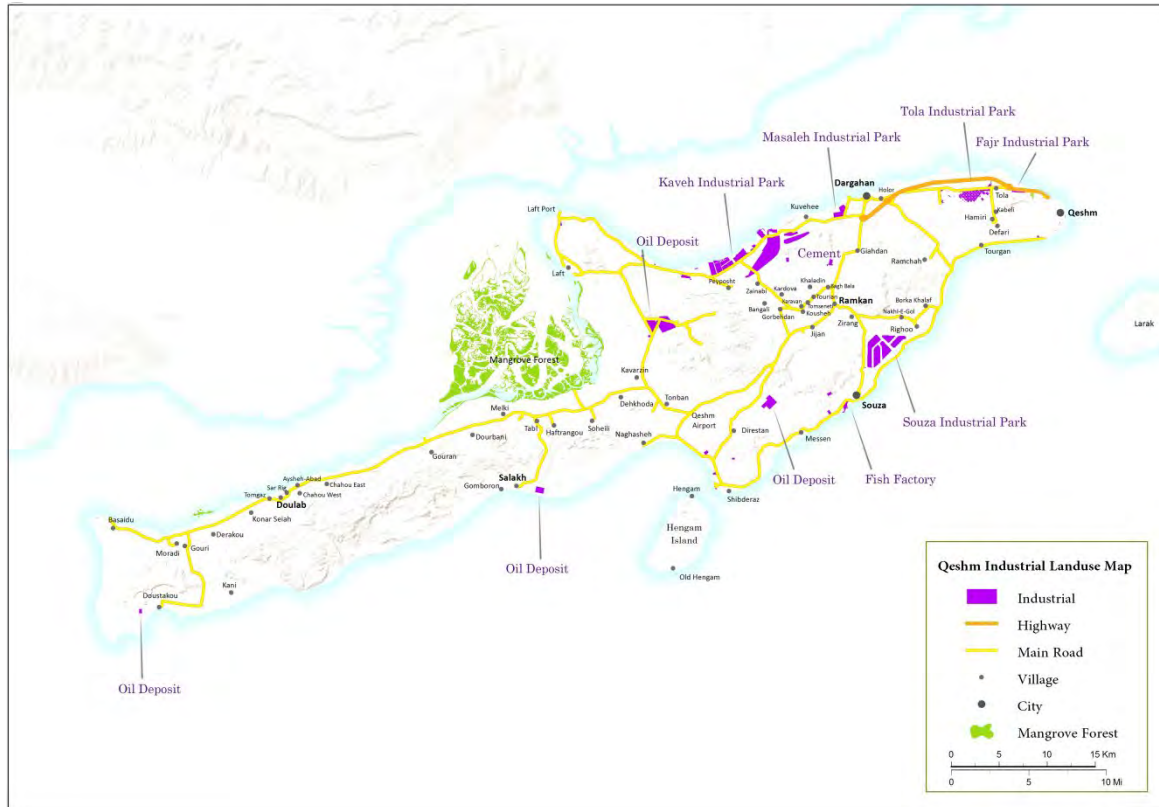 Tola Industrial Park
Masaleh Industrial Park
Fajr Industrial Park
Kaveh Industrial Park
Dargahan
Holor
Tola
Laft Port
Kuvehee
Kabeli
Qeshm
Hamiri
Oil Deposit
Defari
Cement
Giahdan
Tourgan
Ramchah
Laft
Peyposht
Zainabi
Khaladin
Bagh Bala
Kardova
Tourian
Karavan
Tomseneti
Ramkan
Borka Khalaf
Bangali
Gorbehdan
Kousheh
Zirang
Nakhl-E-Gol
Larak
Jijan
Righoo
Mangrove Forest
Kavarzin
Souza
Dehkhoda
Tonban
Melki
Qeshm
Airport
Souza Industrial Park
Tabl
Haftrangou
Soheili
Dourbani
Naghasheh
Direstan
Messen
Gouran
Oil Deposit
Fish Factory
Salakh
Gomboron
Aysheh-Abad
Chahou East
Sar Rig
Chahou West
Tomgaz
Doulab
Hengam
Shibderaz
Konar Seiah
Basaidu
Hengam
Island
Derakou
Moradi
Gouri
Oil Deposit
Old Hengam
Kani
Doustakou
Oil Deposit
Qeshm Industrial Landuse Map
Industrial
Highway
Main Road
Village
City
Mangrove Forest
0 5 10 15 Km
0 5 10 Mi